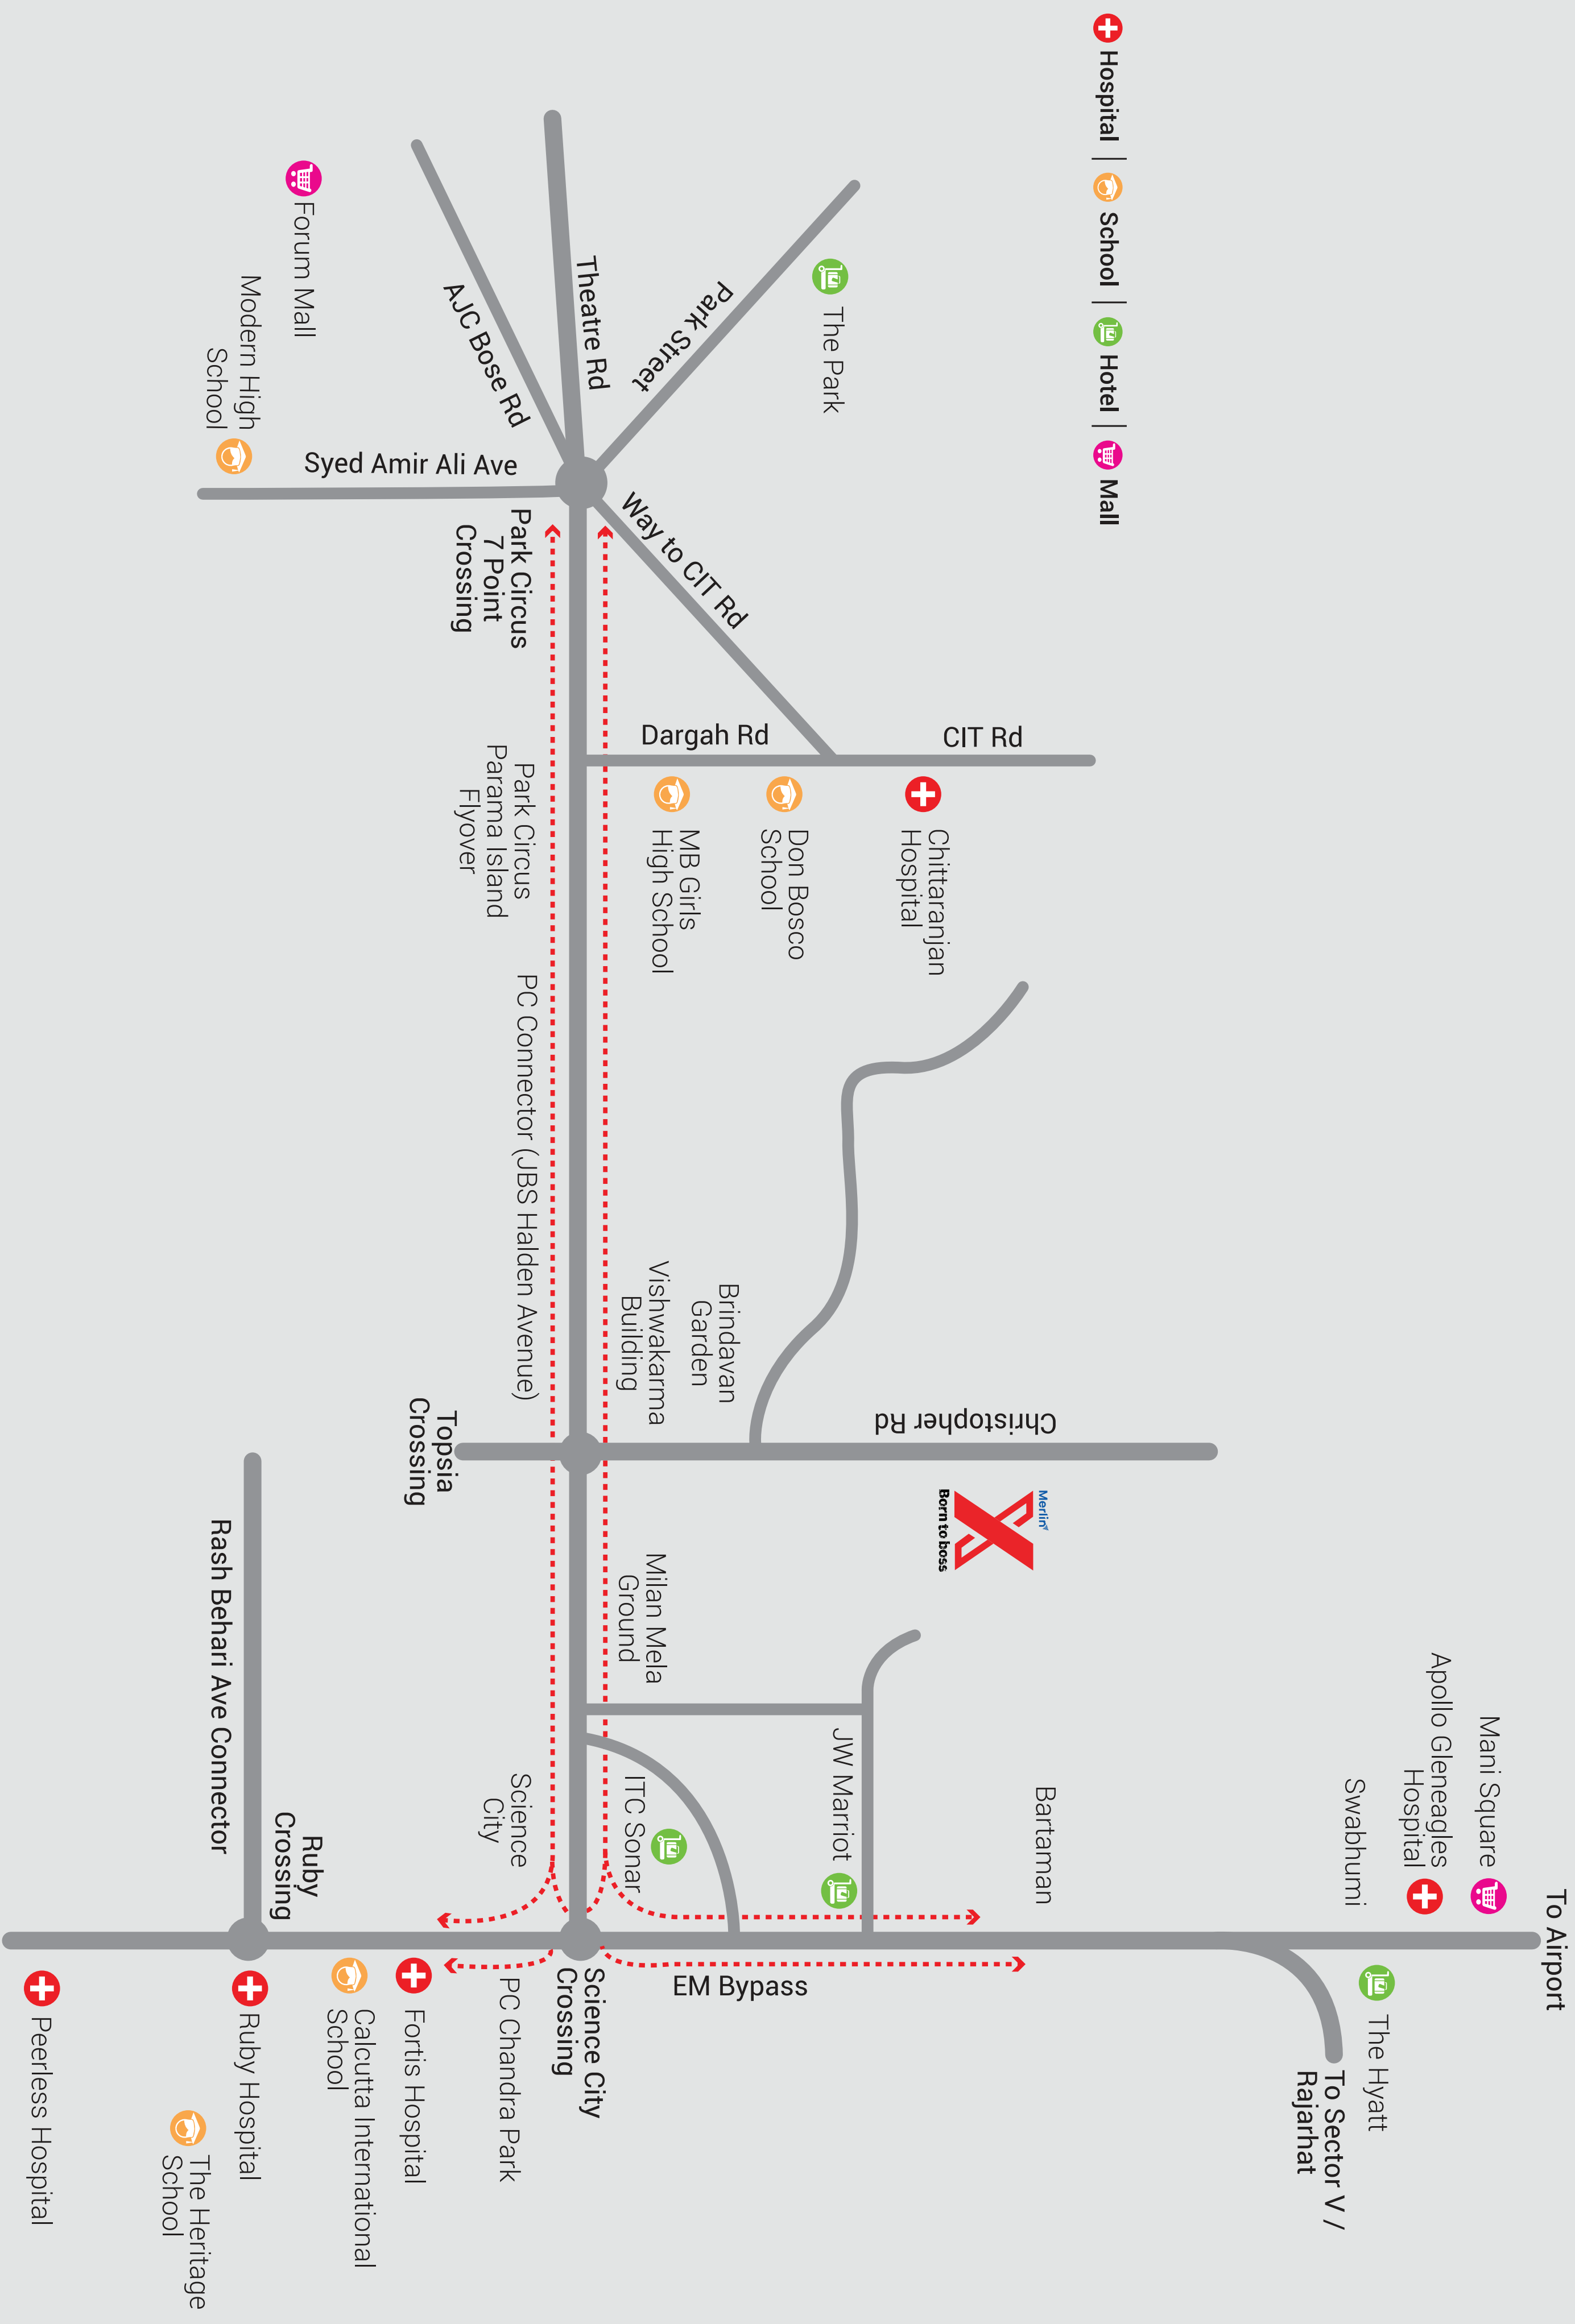 Hospital | School | Hotel | Mall
To Airport
Mani Square
Apollo Gleneagles
Hospital
The Hyatt
Swabhumi
To Sector V /
Rajarhat
Merlin
X
Born to boss
Bartaman
Christopher Rd
CIT Rd
Chittaranjan
Hospital
The Park
JW Marriot
Don Bosco
School
Dargah Rd
MB Girls
High School
Park Street
Way to CIT Rd
Brindavan
Garden
Vishwakarma
Building
Milan Mela
Ground
ITC Sonar
EM Bypass
Theatre Rd
Science City
Crossing
AJC Bose Rd
Park Circus
7 Point
Crossing
Park Circus
Parama Island
Flyover
PC Connector (JBS Halden Avenue)
Science
City
PC Chandra Park
Syed Amir Ali Ave
Topsia
Crossing
Fortis Hospital
Calcutta International
School
Forum Mall
Ruby
Crossing
Modern High
School
Rash Behari Ave Connector
Ruby Hospital
The Heritage
School
Peerless Hospital